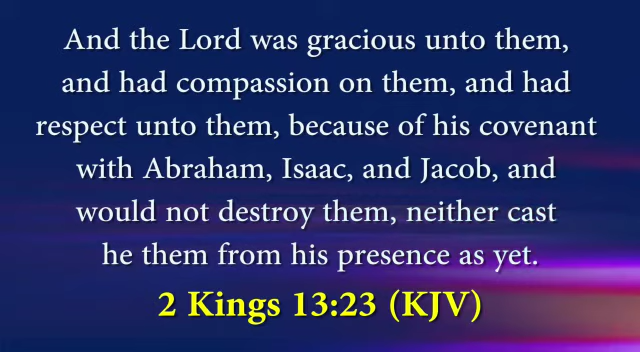 And the Lord was gracious unto them,
and had compassion on them, and had
respect unto them, because of his covenant
with Abraham, Isaac, and Jacob, and
would not destroy them, neither cast
he them from his presence as yet.
2 Kings 13:23 (KJV)